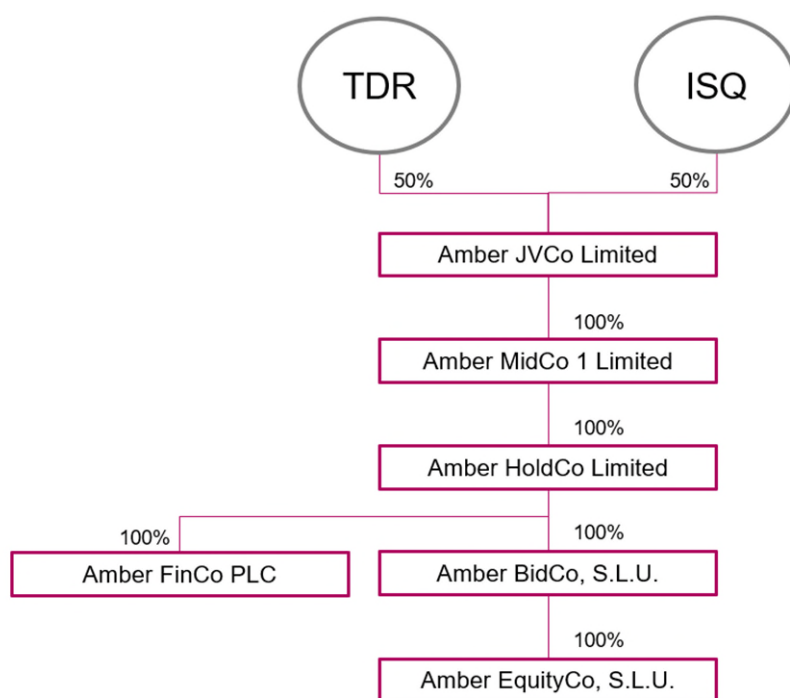 TDR
ISQ
50%
50%
Amber JVCo Limited
100%
Amber MidCo 1 Limited
100%
Amber HoldCo Limited
100%
100%
Amber FinCo PLC
Amber BidCo, S.L.U.
100%
Amber EquityCo, S.L.U.